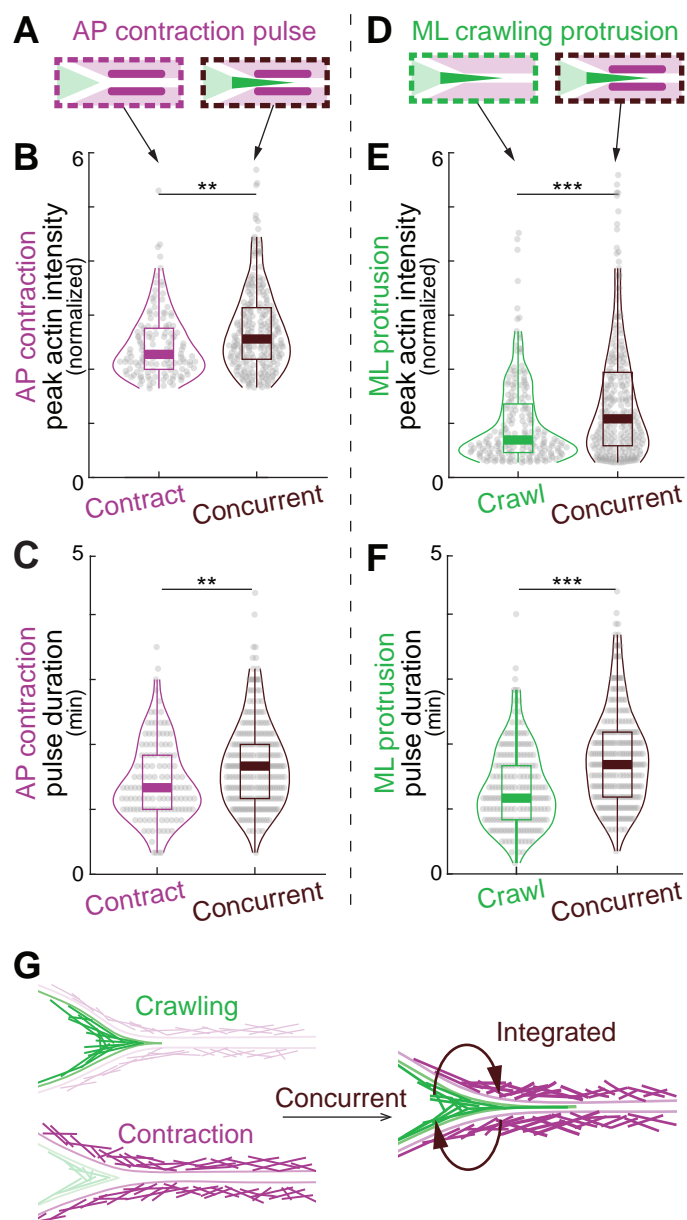 A
AP contraction pulse
D
ML crawling protrusion
B
6
**
AP contraction
peak actin intensity
(normalized)
0
Contract
Concurrent
E
6
***
ML protrusion
peak actin intensity
(normalized)
0
Crawl
Concurrent
C
5
**
AP contraction
pulse duration
(min)
0
Contract
Concurrent
F
5
***
ML protrusion
pulse duration
(min)
0
Crawl
Concurrent
G
Crawling
Integrated
Concurrent
Contraction